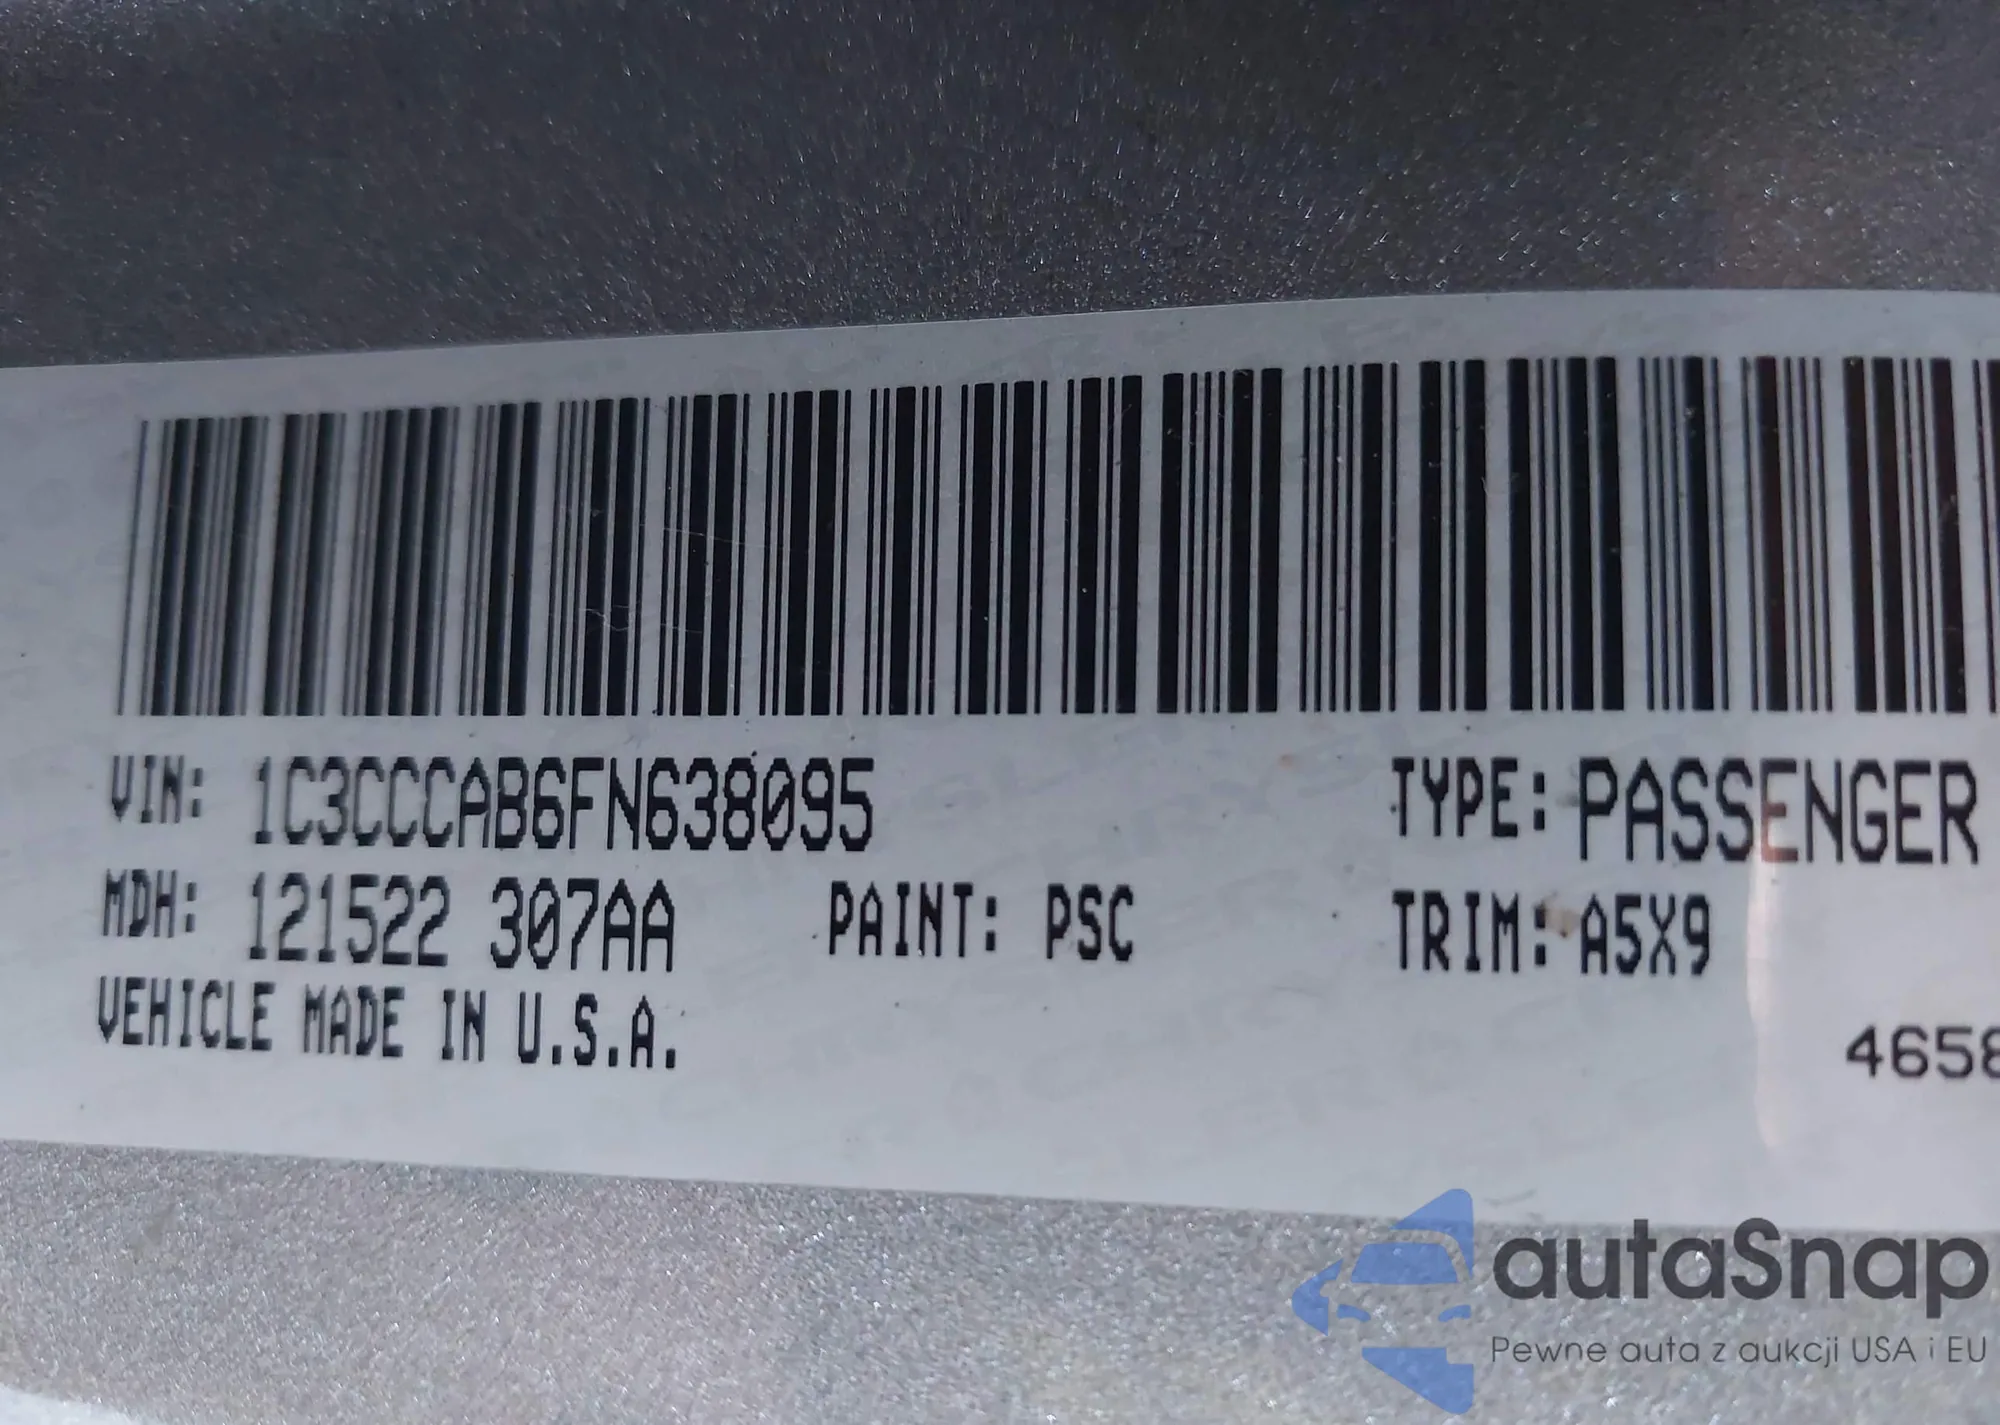 VIN: 1C3CCCAB6FN638095 TYPE: PASSENGER
MDH: 121522 307AA PAINT: PSC TRIM: A5X9
VEHICLE MADE IN U.S.A.
4658
autaSnap
Pewne auta z aukcji USA i EU